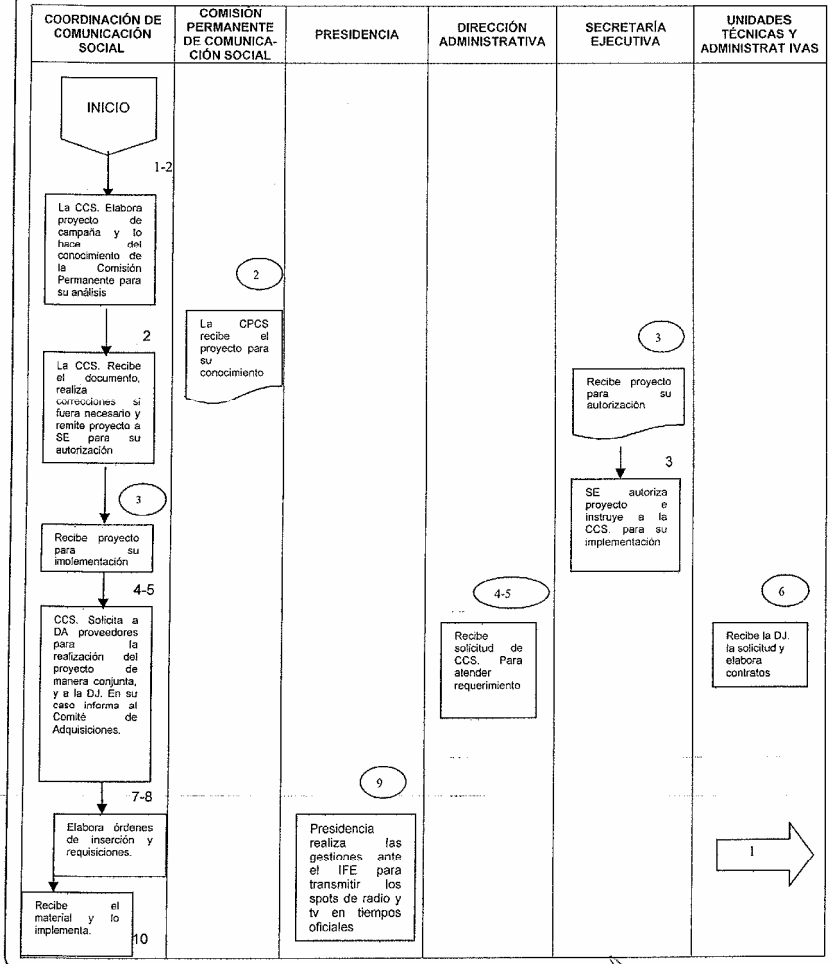 COORDINACIÓN DE
COMUNICACIÓN
SOCIAL
COMISIÓN
PERMANENTE
DE COMUNICA-
CIÓN SOCIAL
PRESIDENCIA
DIRECCIÓN
ADMINISTRATIVA
SECRETARÍA
EJECUTIVA
UNIDADES
TÉCNICAS Y
ADMINISTRAT IVAS
INICIO
1-2
La CCS. Elabora
proyecto de
campaña y lo
hace del
conocimiento de
la Comisión
Permanente para
su análisis
2
La CPCS
recibe el
proyecto para
su
conocimiento
2
La CCS. Recibe
el documento,
realiza
correcciones si
fuera necesario y
remite proyecto a
SE para su
autorización
3
Recibe proyecto
para su
autorización
3
SE autoriza
proyecto e
instruye a la
CCS. para su
implementación
3
Recibe proyecto
para su
implementación
4-5
CCS. Solicita a
DA proveedores
para la
realización del
proyecto de
manera conjunta,
y a la DJ. En su
caso informa al
Comité de
Adquisiciones.
4-5
Recibe
solicitud de
CCS. Para
atender
requerimiento
6
Recibe la DJ.
la solicitud y
elabora
contratos
7-8
Elabora órdenes
de inserción y
requisiciones.
9
Presidencia
realiza las
gestiones ante
el IFE para
transmitir los
spots de radio y
tv en tiempos
oficiales
1
Recibe el
material y lo
implementa.
10